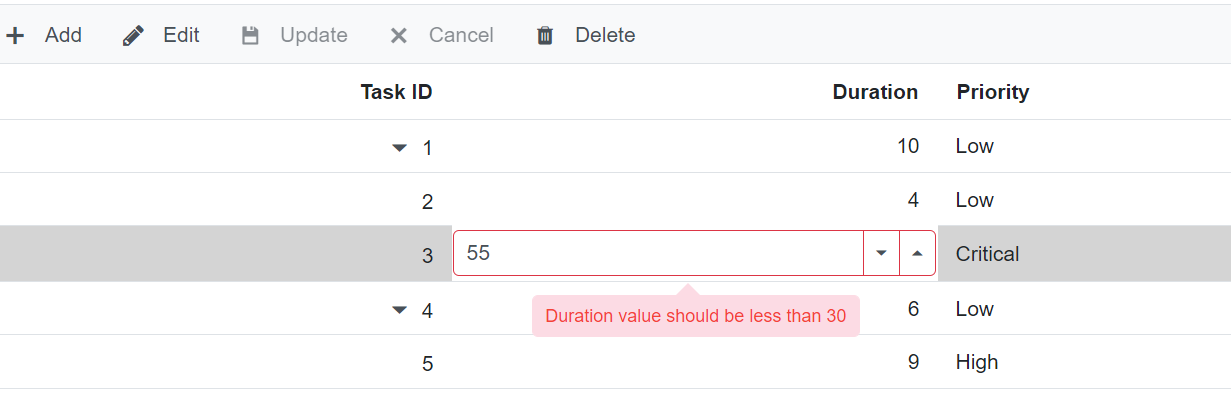 Add Edit Update Cancel Delete
Task ID Duration Priority
1 10 Low
2 4 Low
3 55 Critical
4 6 Low
Duration value should be less than 30
5 9 High